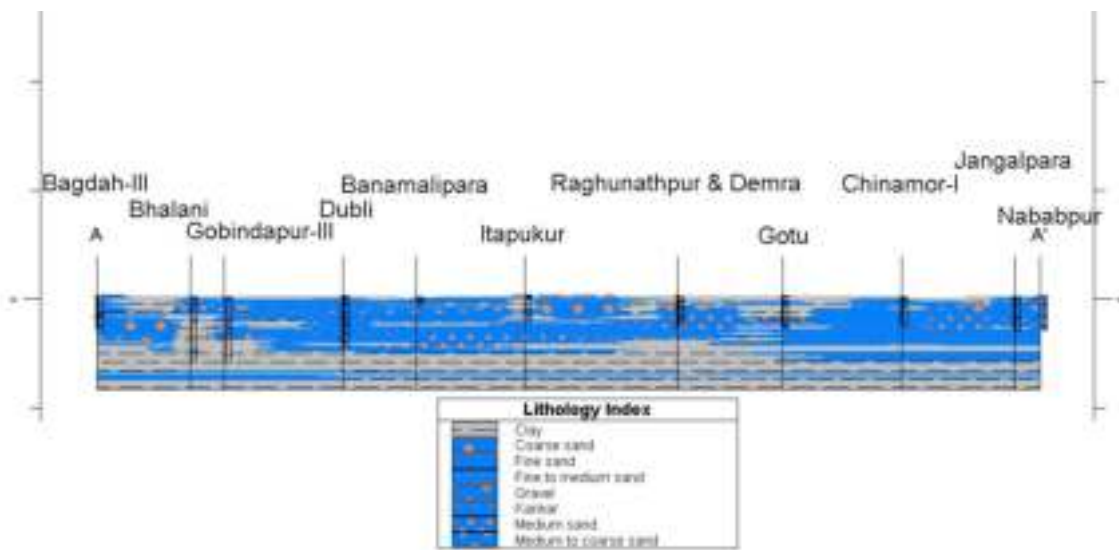 Jangalpara
Bagdah-III
Banamalipara
Raghunathpur & Demra
Chinamor-I
Bhalani
Dubli
Nababpur
Gobindapur-III
Itapukur
Gotu
A
A'
Lithology Index
Clay
Coarse sand
Fine sand
Fine to medium sand
Gravel
Kankar
Medium sand
Medium to coarse sand